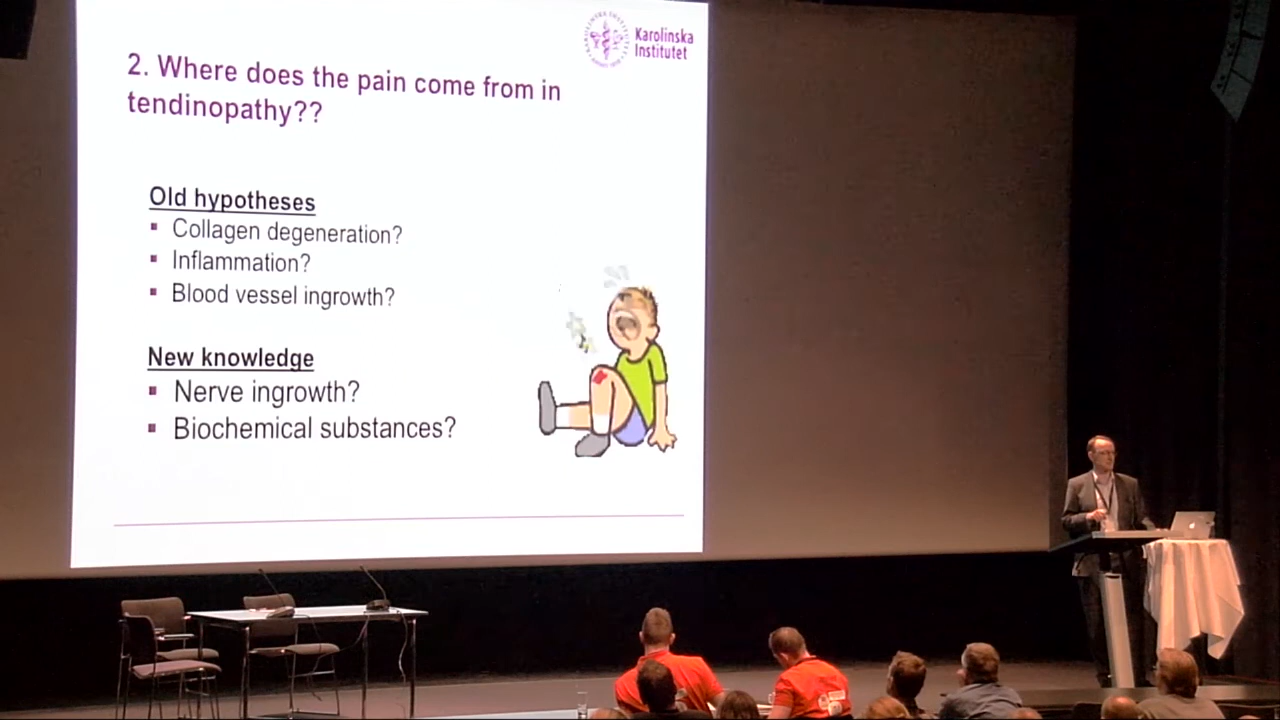 Karolinska
Institutet
2. Where does the pain come from in
tendinopathy??
Old hypotheses
Collagen degeneration?
Inflammation?
Blood vessel ingrowth?
New knowledge
Nerve ingrowth?
Biochemical substances?